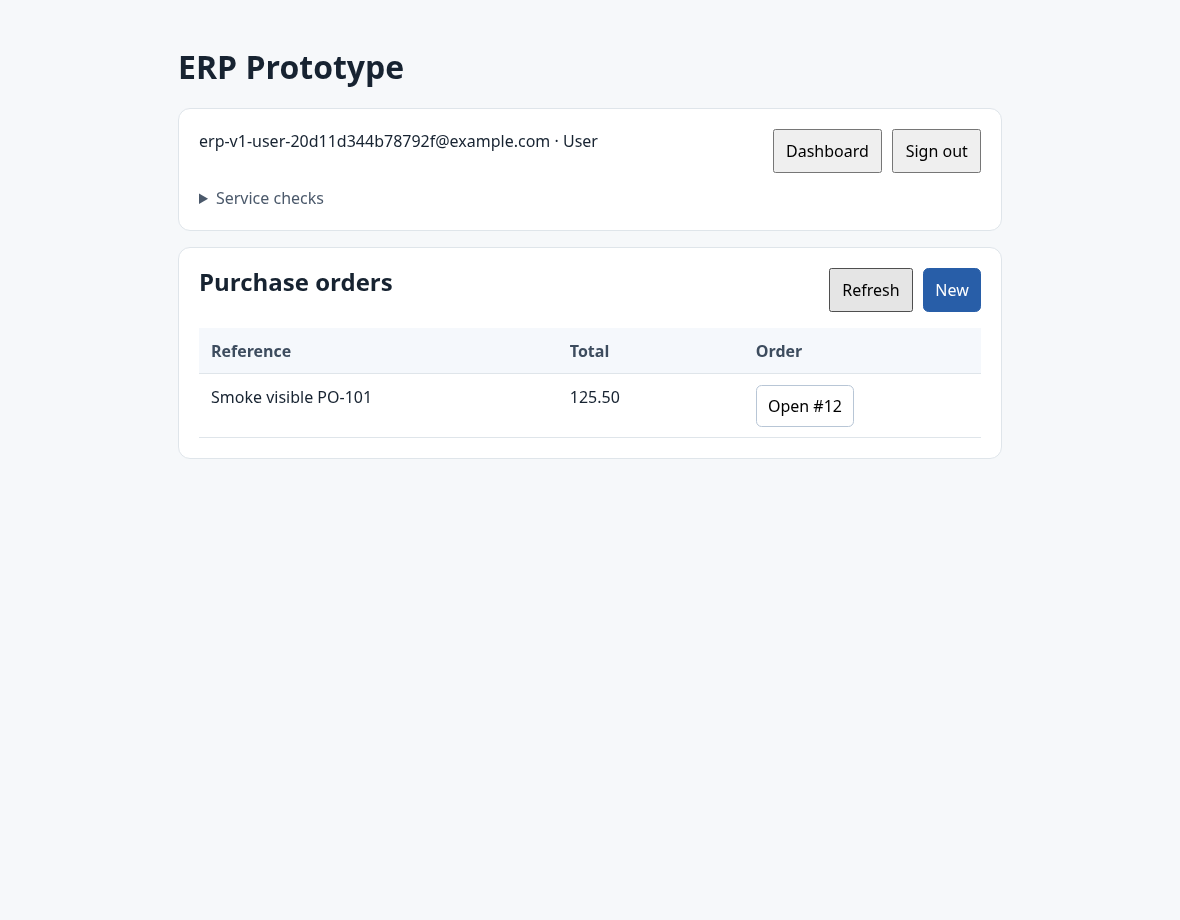 ERP Prototype
erp-v1-user-20d11d344b78792f@example.com · User
Dashboard
Sign out
Service checks
Purchase orders
Refresh
New
Reference Total Order
Smoke visible PO-101 125.50 Open #12